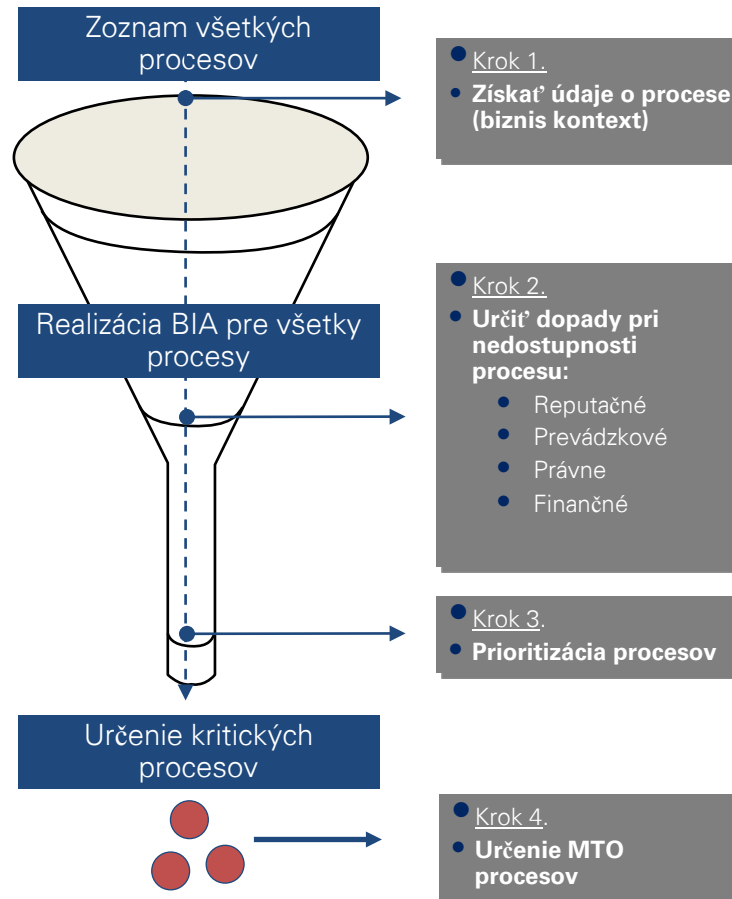 Zoznam všetkých
procesov
Krok 1.
Získať údaje o procese
(biznis kontext)
Realizácia BIA pre všetky
procesy
Krok 2.
Určiť dopady pri
nedostupnosti
procesu:
Reputačné
Prevádzkové
Právne
Finančné
Krok 3.
Prioritizácia procesov
Určenie kritických
procesov
Krok 4.
Určenie MTO
procesov